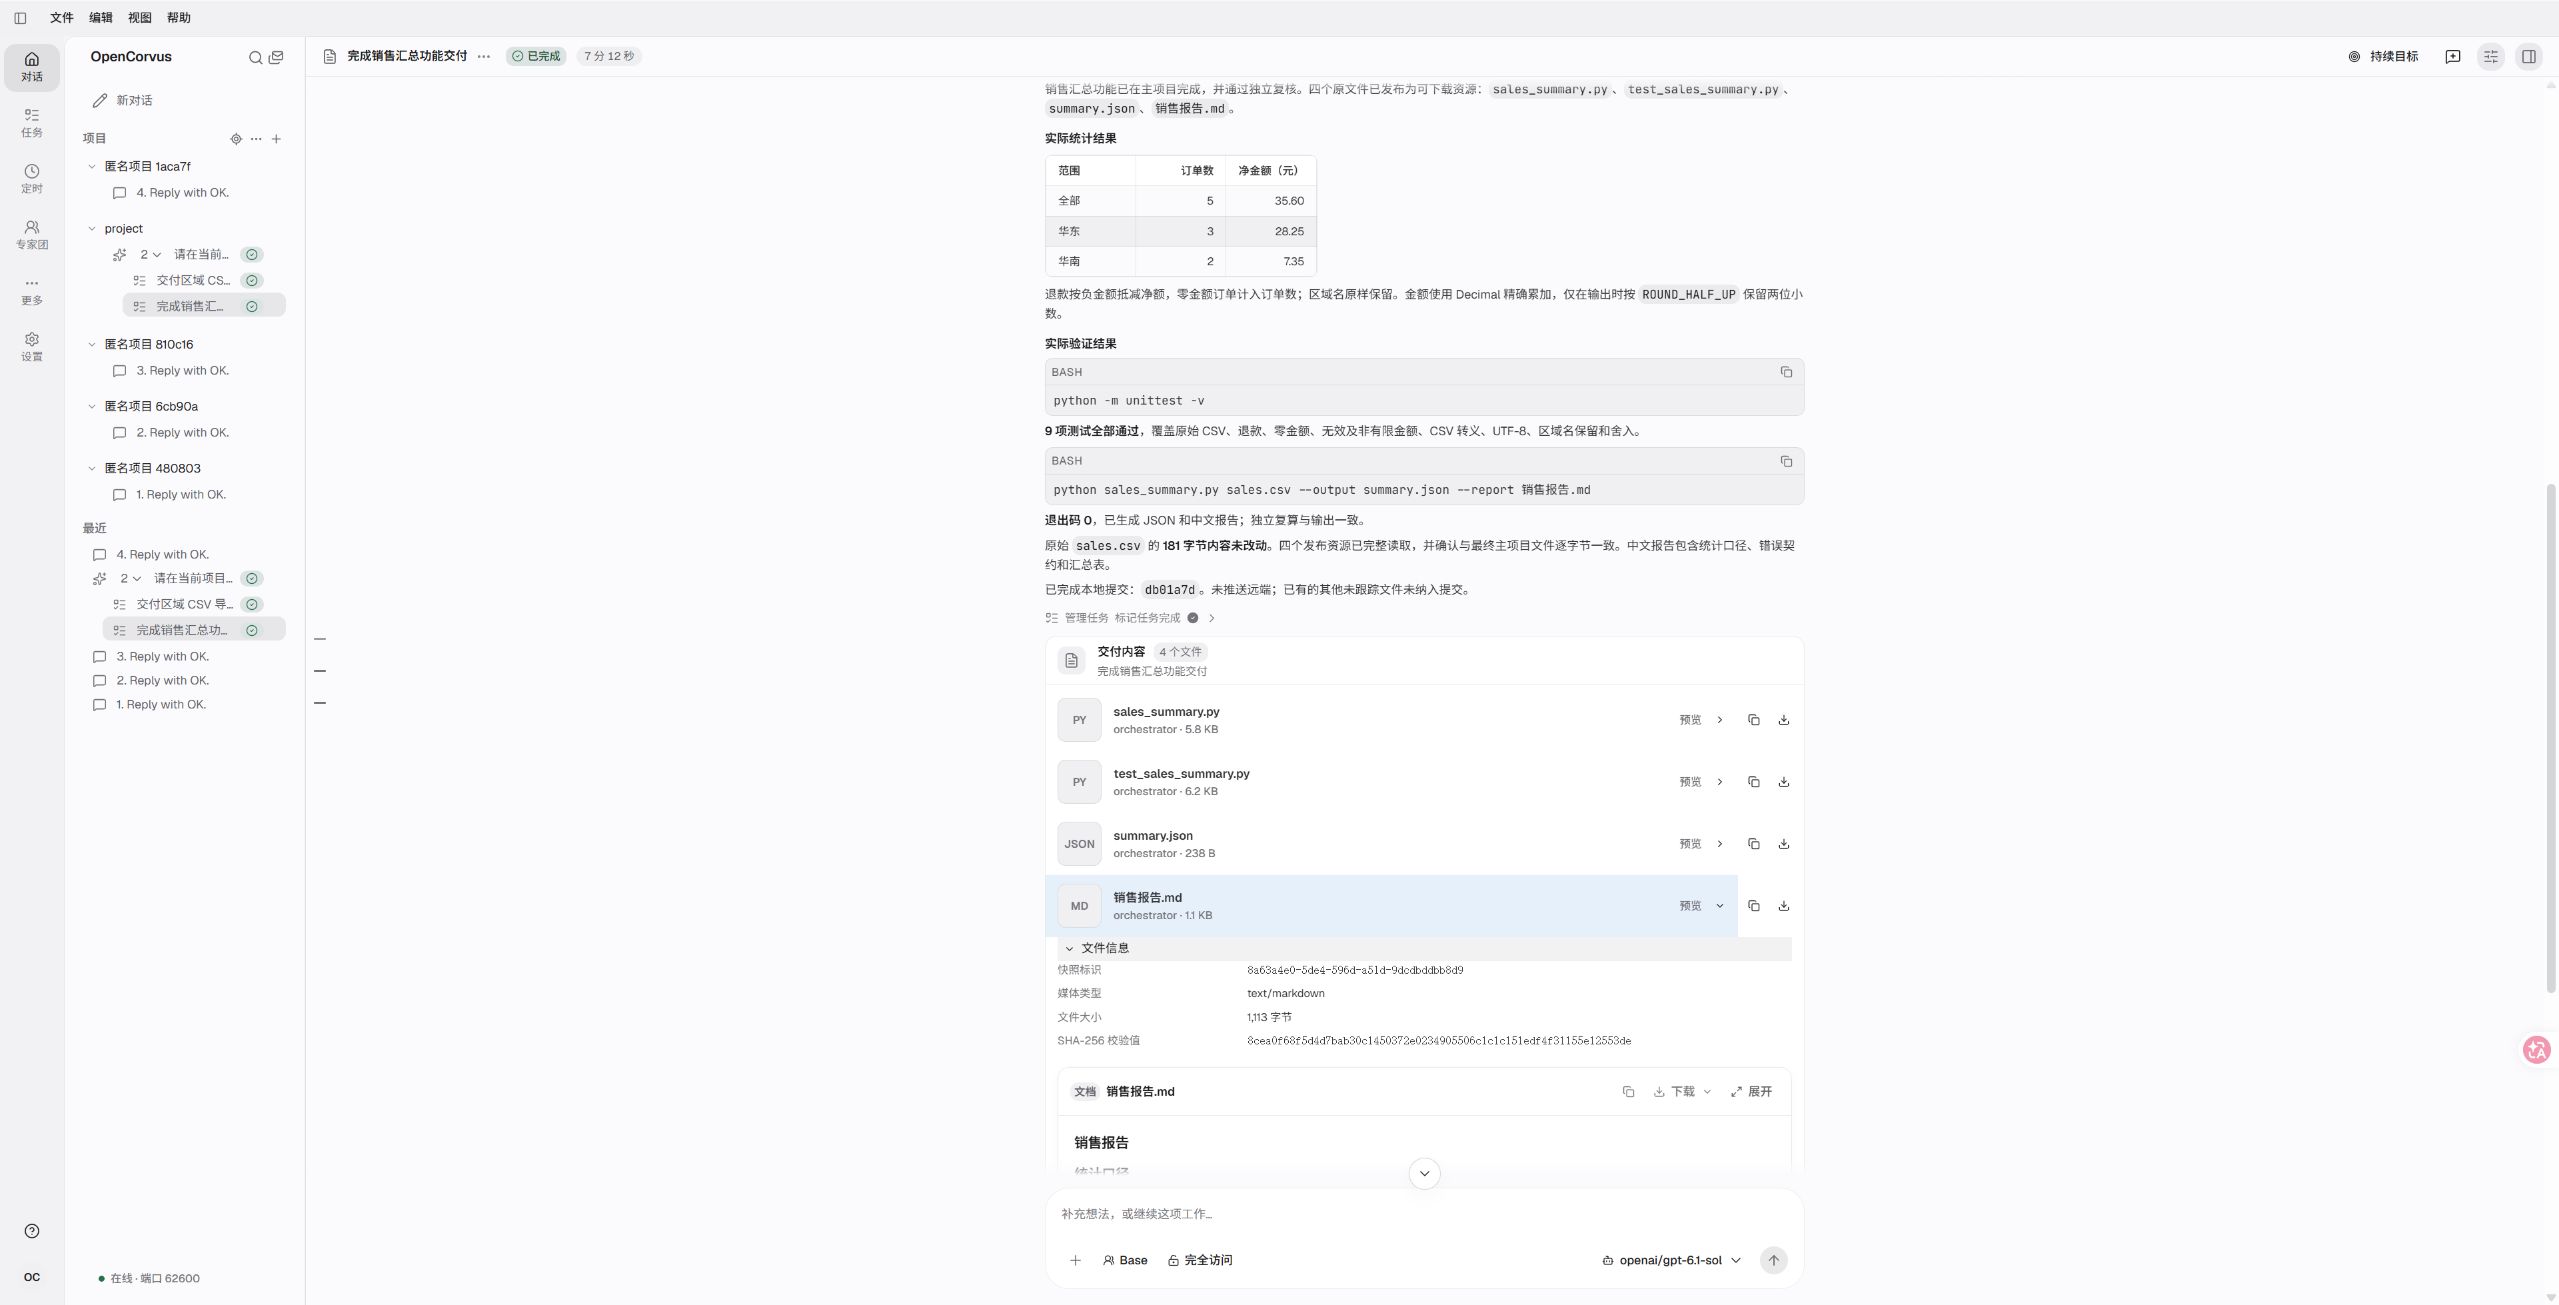 文件 编辑 视图 帮助
对话
任务
定时
专家团
更多
设置
OC
OpenCorvus
新对话
项目
匿名项目 1aca7f
4. Reply with OK.
project
2 请在当前...
交付区域 CS...
完成销售汇...
匿名项目 810c16
3. Reply with OK.
匿名项目 6cb90a
2. Reply with OK.
匿名项目 480803
1. Reply with OK.
最近
4. Reply with OK.
2 请在当前项目...
交付区域 CSV 导...
完成销售汇总功...
3. Reply with OK.
2. Reply with OK.
1. Reply with OK.
在线 · 端口 62600
完成销售汇总功能交付 ... 已完成 7 分 12 秒
持续目标
销售汇总功能已在主项目完成，并通过独立复核。四个原文件已发布为可下载资源：sales_summary.py、test_sales_summary.py、
summary.json、销售报告.md。
实际统计结果
范围 订单数 净金额（元）
全部 5 35.60
华东 3 28.25
华南 2 7.35
退款按负金额抵减净额，零金额订单计入订单数；区域名原样保留。金额使用 Decimal 精确累加，仅在输出时按 ROUND_HALF_UP 保留两位小
数。
实际验证结果
BASH
python -m unittest -v
9 项测试全部通过，覆盖原始 CSV、退款、零金额、无效及非有限金额、CSV 转义、UTF-8、区域名保留和舍入。
BASH
python sales_summary.py sales.csv --output summary.json --report 销售报告.md
退出码 0，已生成 JSON 和中文报告；独立复算与输出一致。
原始 sales.csv 的 181 字节内容未改动。四个发布资源已完整读取，并确认与最终主项目文件逐字节一致。中文报告包含统计口径、错误契
约和汇总表。
已完成本地提交：db01a7d。未推送远端；已有的其他未跟踪文件未纳入提交。
管理任务 标记任务完成
交付内容 4 个文件
完成销售汇总功能交付
PY sales_summary.py 预览
orchestrator · 5.8 KB
PY test_sales_summary.py 预览
orchestrator · 6.2 KB
JSON summary.json 预览
orchestrator · 238 B
MD 销售报告.md 预览
orchestrator · 1.1 KB
文件信息
快照标识 8a63a4e0-5de4-596d-a51d-9dcdbddbb8d9
媒体类型 text/markdown
文件大小 1,113 字节
SHA-256 校验值 8cea0f68f5d4d7bab30c1450372e0234905506c1c1c151edf4f31155e12553de
文档 销售报告.md 下载 展开
销售报告
统计口径
补充想法，或继续这项工作...
Base 完全访问 openai/gpt-6.1-sol